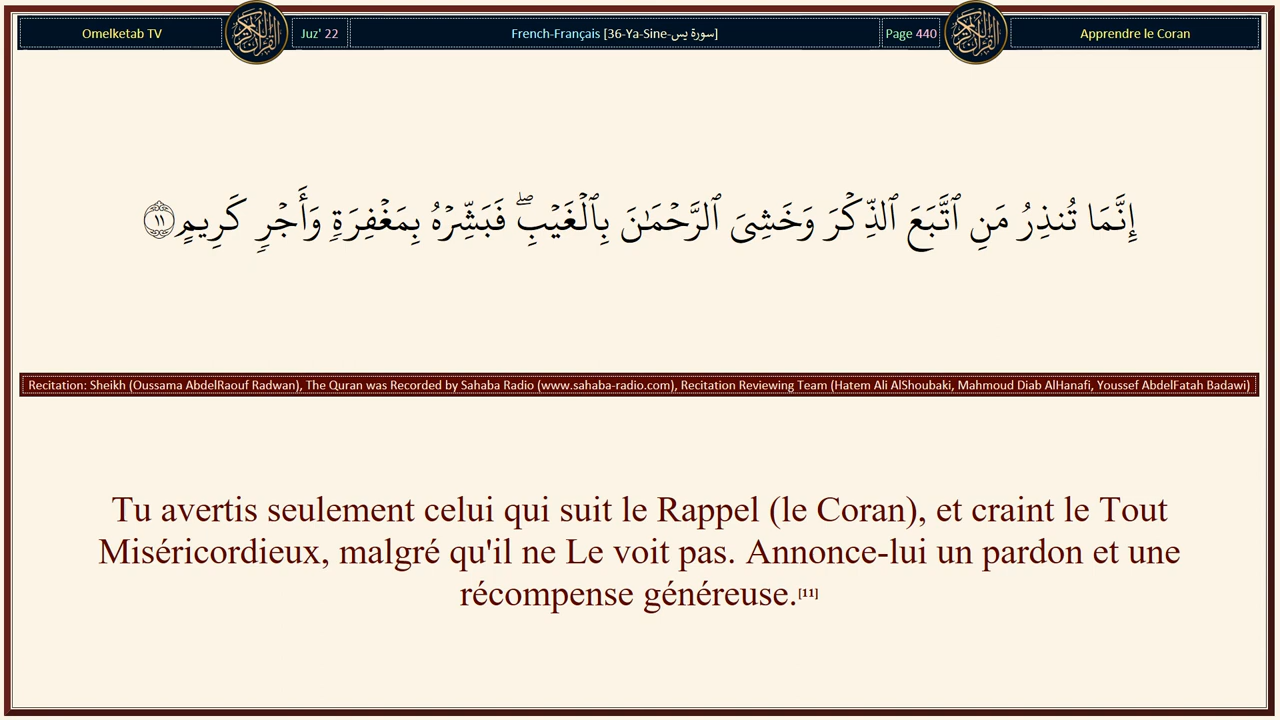 Omelketab TV
Juz' 22
French-Français [36-Ya-Sine-سورة يس]
Page 440
Apprendre le Coran
إِنَّمَا تُنذِرُ مَنِ ٱتَّبَعَ ٱلذِّكْرَ وَخَشِىَ ٱلرَّحْمَـٰنَ بِٱلْغَيْبِ ۖ فَبَشِّرْهُ بِمَغْفِرَةٍ وَأَجْرٍ كَرِيمٍ ١١
Recitation: Sheikh (Oussama AbdelRaouf Radwan), The Quran was Recorded by Sahaba Radio (www.sahaba-radio.com), Recitation Reviewing Team (Hatem Ali AlShoubaki, Mahmoud Diab AlHanafi, Youssef AbdelFatah Badawi)
Tu avertis seulement celui qui suit le Rappel (le Coran), et craint le Tout
Miséricordieux, malgré qu'il ne Le voit pas. Annonce-lui un pardon et une
récompense généreuse.[11]